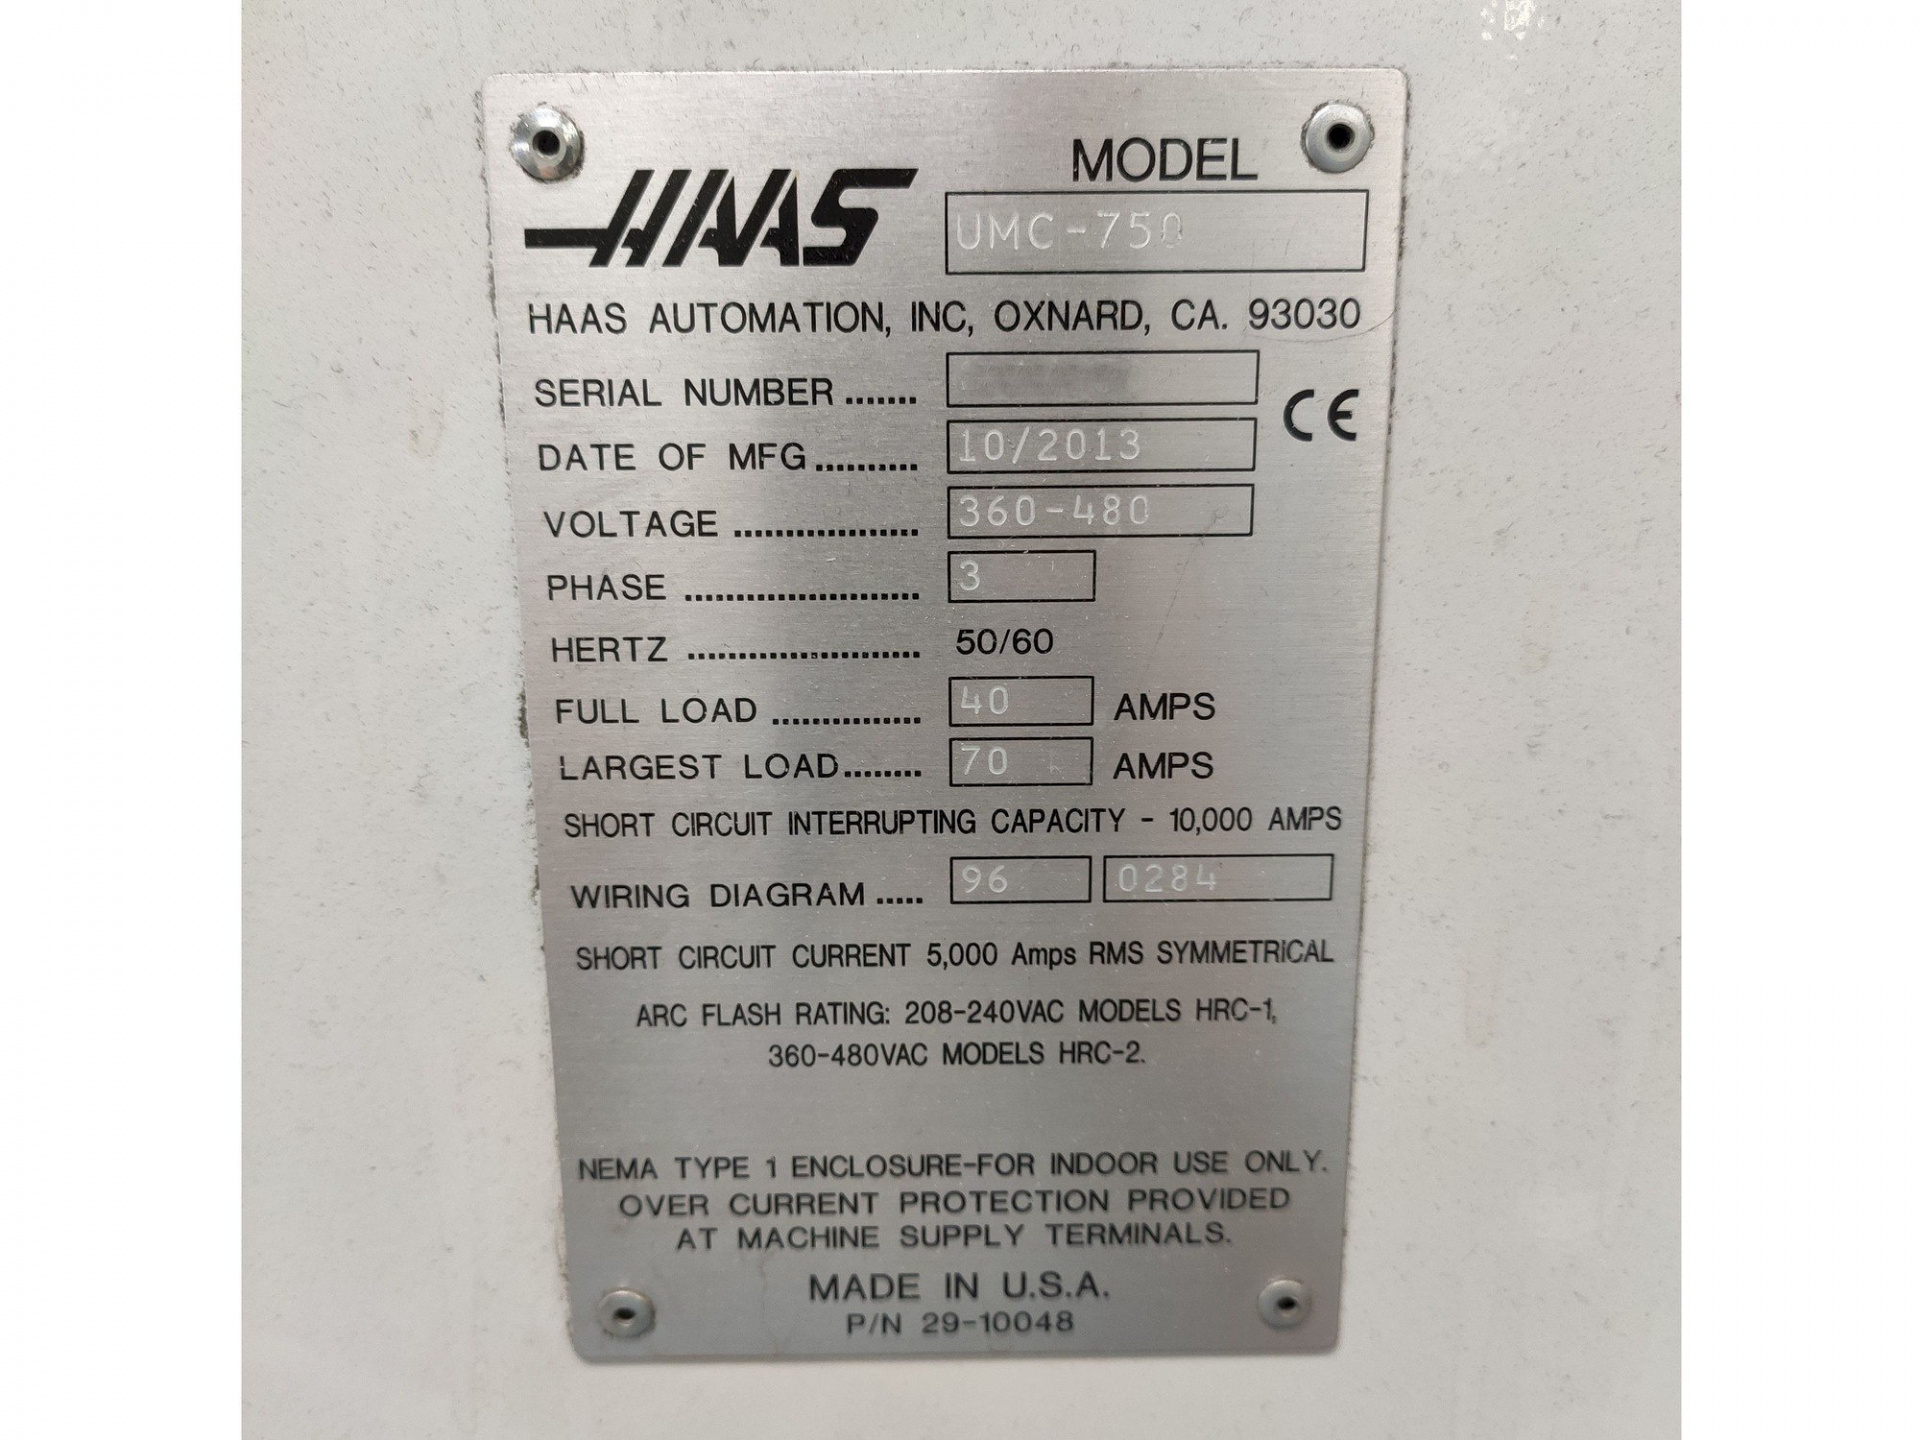 HAAS MODEL
UMC-750
HAAS AUTOMATION, INC, OXNARD, CA. 93030
SERIAL NUMBER .......
CE
DATE OF MFG .......... 10/2013
VOLTAGE .................. 360-480
PHASE ....................... 3
HERTZ ....................... 50/60
FULL LOAD ............... 40 AMPS
LARGEST LOAD........ 70 AMPS
SHORT CIRCUIT INTERRUPTING CAPACITY - 10,000 AMPS
WIRING DIAGRAM ..... 96 0284
SHORT CIRCUIT CURRENT 5,000 Amps RMS SYMMETRICAL
ARC FLASH RATING: 208-240VAC MODELS HRC-1,
360-480VAC MODELS HRC-2.
NEMA TYPE 1 ENCLOSURE-FOR INDOOR USE ONLY.
OVER CURRENT PROTECTION PROVIDED
AT MACHINE SUPPLY TERMINALS.
MADE IN U.S.A.
P/N 29-10048